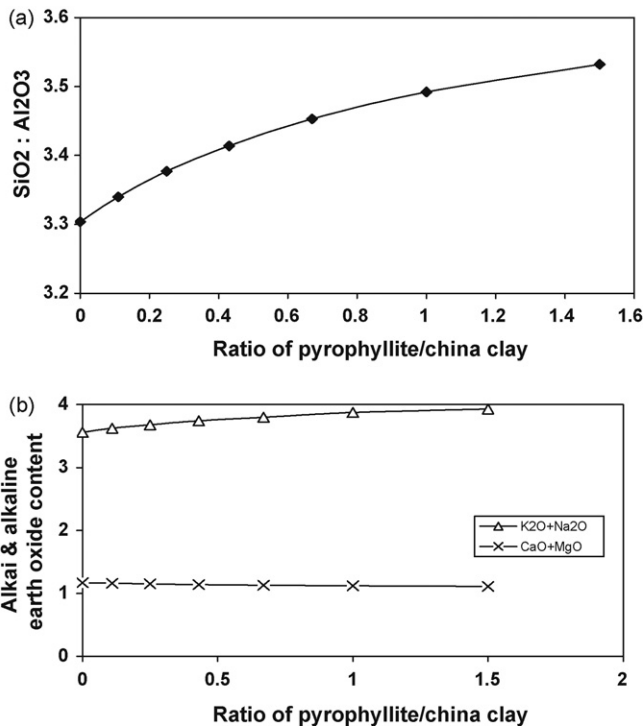 (a)
3.6
3.5
3.4
3.3
3.2
SiO2 : Al2O3
0 0.2 0.4 0.6 0.8 1 1.2 1.4 1.6
Ratio of pyrophyllite/china clay
(b)
4
3
2
1
0
Alkai & alkaline
earth oxide content
K2O+Na2O
CaO+MgO
0 0.5 1 1.5 2
Ratio of pyrophyllite/china clay